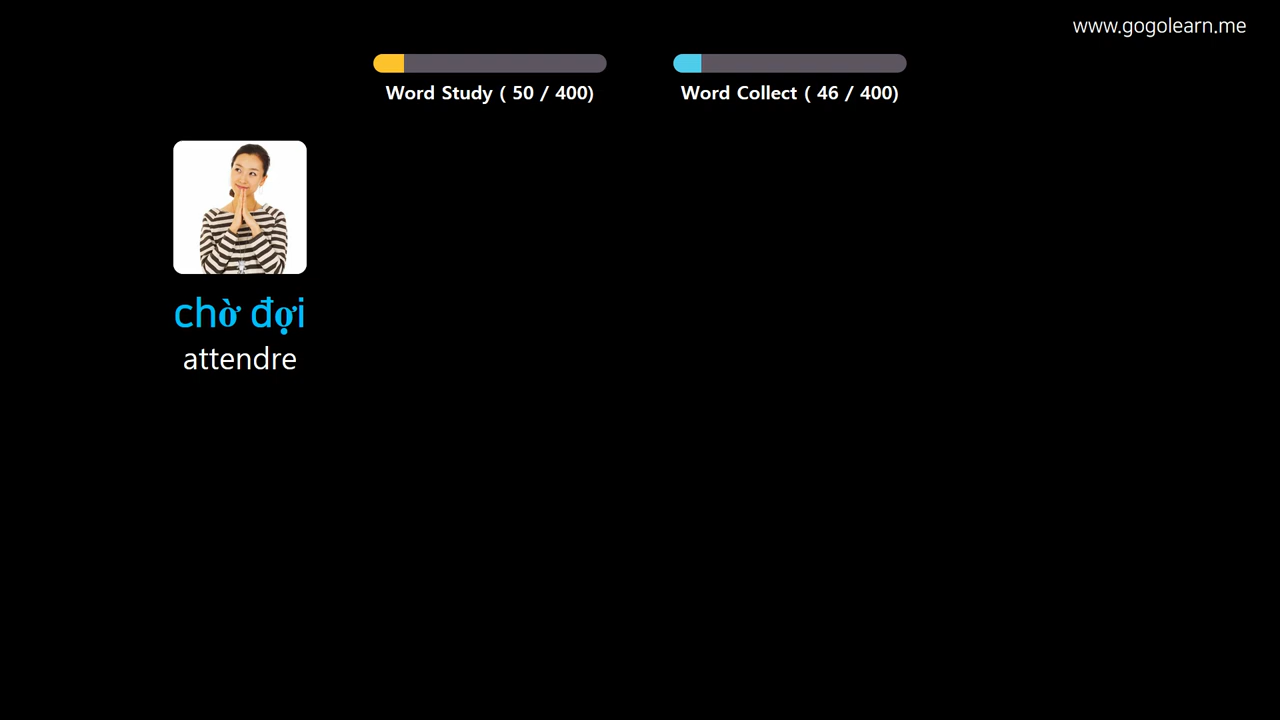 www.gogolearn.me
Word Study ( 50 / 400)
Word Collect ( 46 / 400)
chờ đợi
attendre